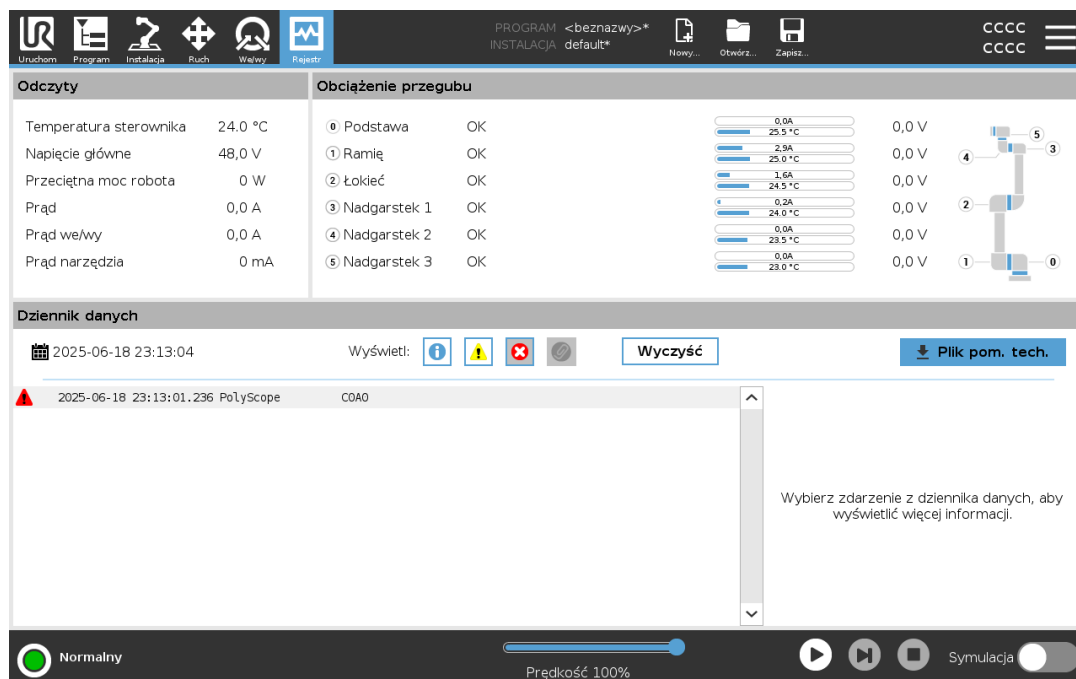 PROGRAM <beznazwy>*
INSTALACJA default*
cccc
cccc
UR
Uruchom Program Instalacja Ruch We/wy Rejestr Nowy... Otwórz... Zapisz...
Odczyty
Temperatura sterownika 24.0 °C
Napięcie główne 48,0 V
Przeciętna moc robota 0 W
Prąd 0,0 A
Prąd we/wy 0,0 A
Prąd narzędzia 0 mA
Obciążenie przegubu
0 Podstawa OK 0,0A 25.5 °C 0,0 V
1 Ramię OK 2,9A 25.0 °C 0,0 V
2 Łokieć OK 1,6A 24.5 °C 0,0 V
3 Nadgarstek 1 OK 0,2A 24.0 °C 0,0 V
4 Nadgarstek 2 OK 0,0A 23.5 °C 0,0 V
5 Nadgarstek 3 OK 0,0A 23.0 °C 0,0 V
5
3
4
2
1 0
Dziennik danych
2025-06-18 23:13:04 Wyświetl: Wyczyść Plik pom. tech.
2025-06-18 23:13:01.236 PolyScope C0A0
Wybierz zdarzenie z dziennika danych, aby
wyświetlić więcej informacji.
Normalny
Prędkość 100%
Symulacja